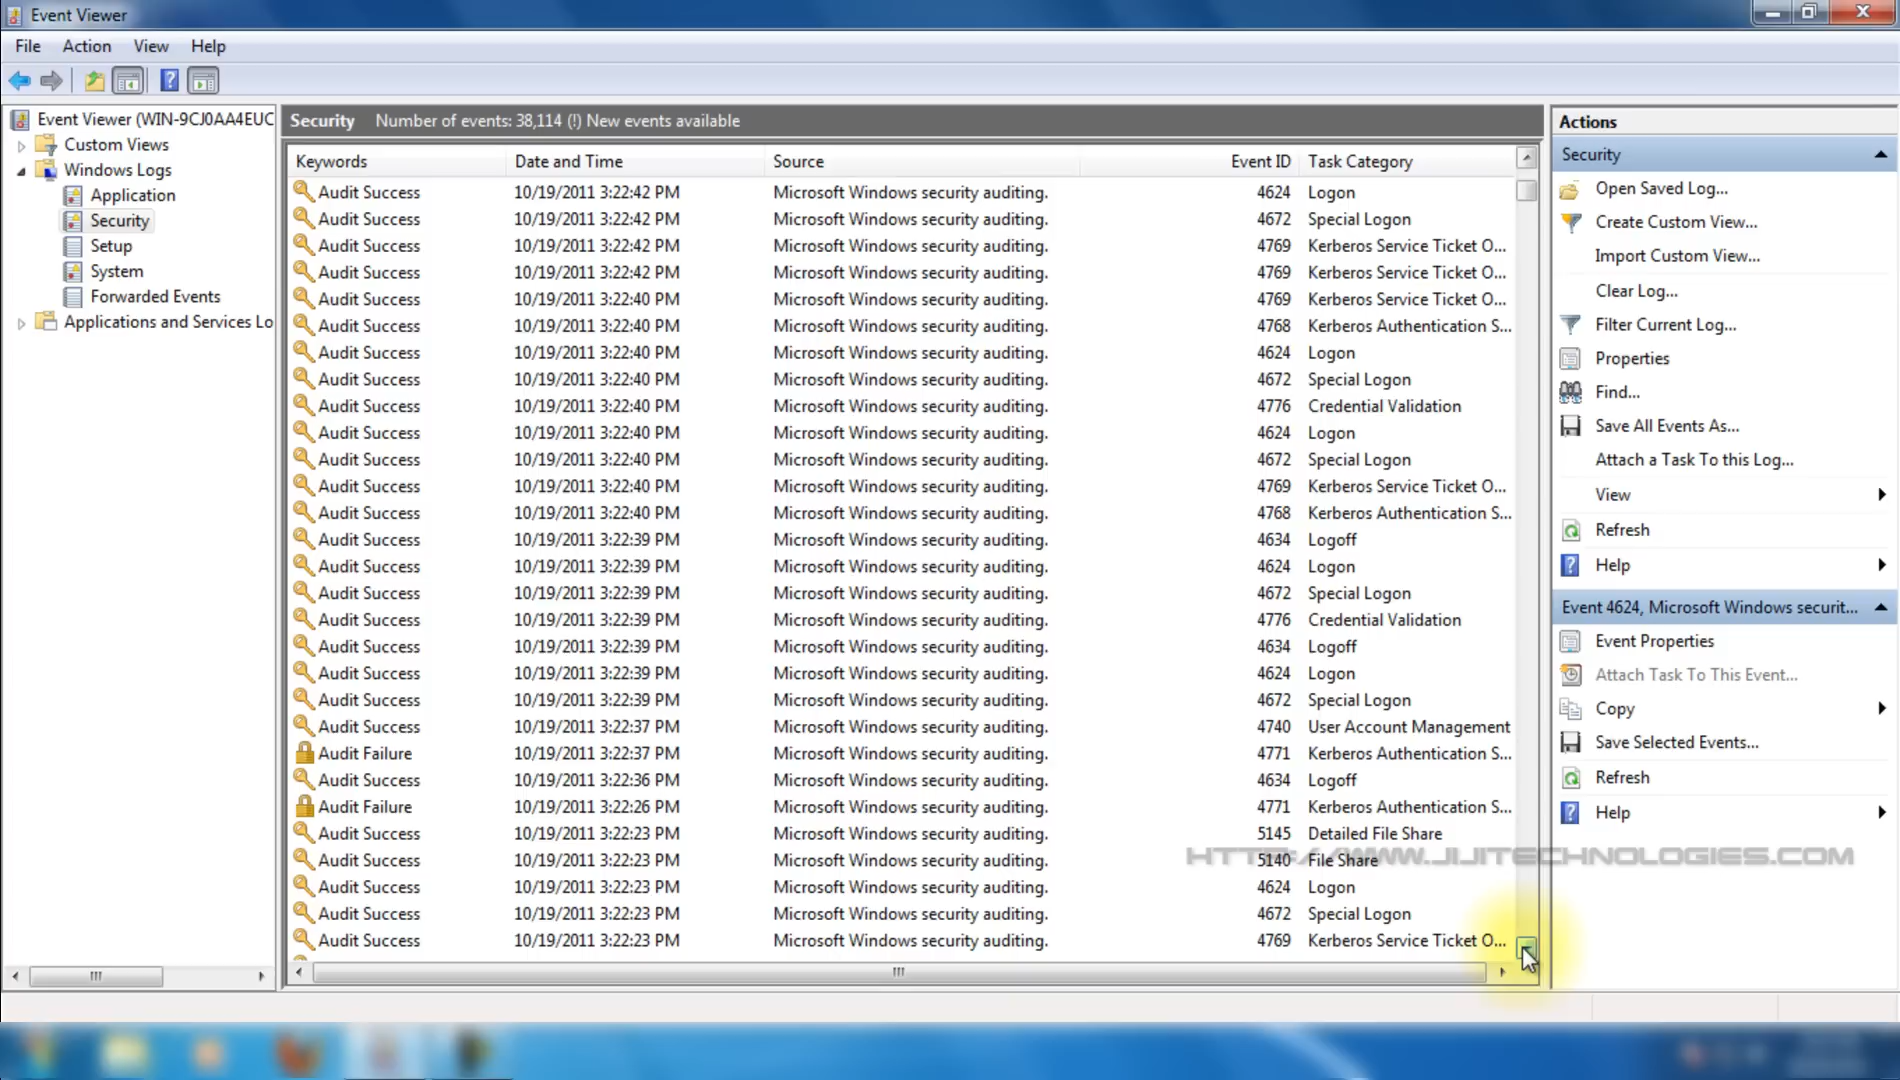 Event Viewer
File Action View Help
Event Viewer (WIN-9CJ0AA4EUC
Custom Views
Windows Logs
Application
Security
Setup
System
Forwarded Events
Applications and Services Lo
Security Number of events: 38,114 (!) New events available
Keywords Date and Time Source Event ID Task Category
Audit Success 10/19/2011 3:22:42 PM Microsoft Windows security auditing. 4624 Logon
Audit Success 10/19/2011 3:22:42 PM Microsoft Windows security auditing. 4672 Special Logon
Audit Success 10/19/2011 3:22:42 PM Microsoft Windows security auditing. 4769 Kerberos Service Ticket O...
Audit Success 10/19/2011 3:22:42 PM Microsoft Windows security auditing. 4769 Kerberos Service Ticket O...
Audit Success 10/19/2011 3:22:40 PM Microsoft Windows security auditing. 4769 Kerberos Service Ticket O...
Audit Success 10/19/2011 3:22:40 PM Microsoft Windows security auditing. 4768 Kerberos Authentication S...
Audit Success 10/19/2011 3:22:40 PM Microsoft Windows security auditing. 4624 Logon
Audit Success 10/19/2011 3:22:40 PM Microsoft Windows security auditing. 4672 Special Logon
Audit Success 10/19/2011 3:22:40 PM Microsoft Windows security auditing. 4776 Credential Validation
Audit Success 10/19/2011 3:22:40 PM Microsoft Windows security auditing. 4624 Logon
Audit Success 10/19/2011 3:22:40 PM Microsoft Windows security auditing. 4672 Special Logon
Audit Success 10/19/2011 3:22:40 PM Microsoft Windows security auditing. 4769 Kerberos Service Ticket O...
Audit Success 10/19/2011 3:22:40 PM Microsoft Windows security auditing. 4768 Kerberos Authentication S...
Audit Success 10/19/2011 3:22:39 PM Microsoft Windows security auditing. 4634 Logoff
Audit Success 10/19/2011 3:22:39 PM Microsoft Windows security auditing. 4624 Logon
Audit Success 10/19/2011 3:22:39 PM Microsoft Windows security auditing. 4672 Special Logon
Audit Success 10/19/2011 3:22:39 PM Microsoft Windows security auditing. 4776 Credential Validation
Audit Success 10/19/2011 3:22:39 PM Microsoft Windows security auditing. 4634 Logoff
Audit Success 10/19/2011 3:22:39 PM Microsoft Windows security auditing. 4624 Logon
Audit Success 10/19/2011 3:22:39 PM Microsoft Windows security auditing. 4672 Special Logon
Audit Success 10/19/2011 3:22:37 PM Microsoft Windows security auditing. 4740 User Account Management
Audit Failure 10/19/2011 3:22:37 PM Microsoft Windows security auditing. 4771 Kerberos Authentication S...
Audit Success 10/19/2011 3:22:36 PM Microsoft Windows security auditing. 4634 Logoff
Audit Failure 10/19/2011 3:22:26 PM Microsoft Windows security auditing. 4771 Kerberos Authentication S...
Audit Success 10/19/2011 3:22:23 PM Microsoft Windows security auditing. 5145 Detailed File Share
Audit Success 10/19/2011 3:22:23 PM Microsoft Windows security auditing. 5140 File Share
Audit Success 10/19/2011 3:22:23 PM Microsoft Windows security auditing. 4624 Logon
Audit Success 10/19/2011 3:22:23 PM Microsoft Windows security auditing. 4672 Special Logon
Audit Success 10/19/2011 3:22:23 PM Microsoft Windows security auditing. 4769 Kerberos Service Ticket O...
Actions
Security
Open Saved Log...
Create Custom View...
Import Custom View...
Clear Log...
Filter Current Log...
Properties
Find...
Save All Events As...
Attach a Task To this Log...
View
Refresh
Help
Event 4624, Microsoft Windows securit...
Event Properties
Attach Task To This Event...
Copy
Save Selected Events...
Refresh
Help
HTTP://WWW.JIJITECHNOLOGIES.COM